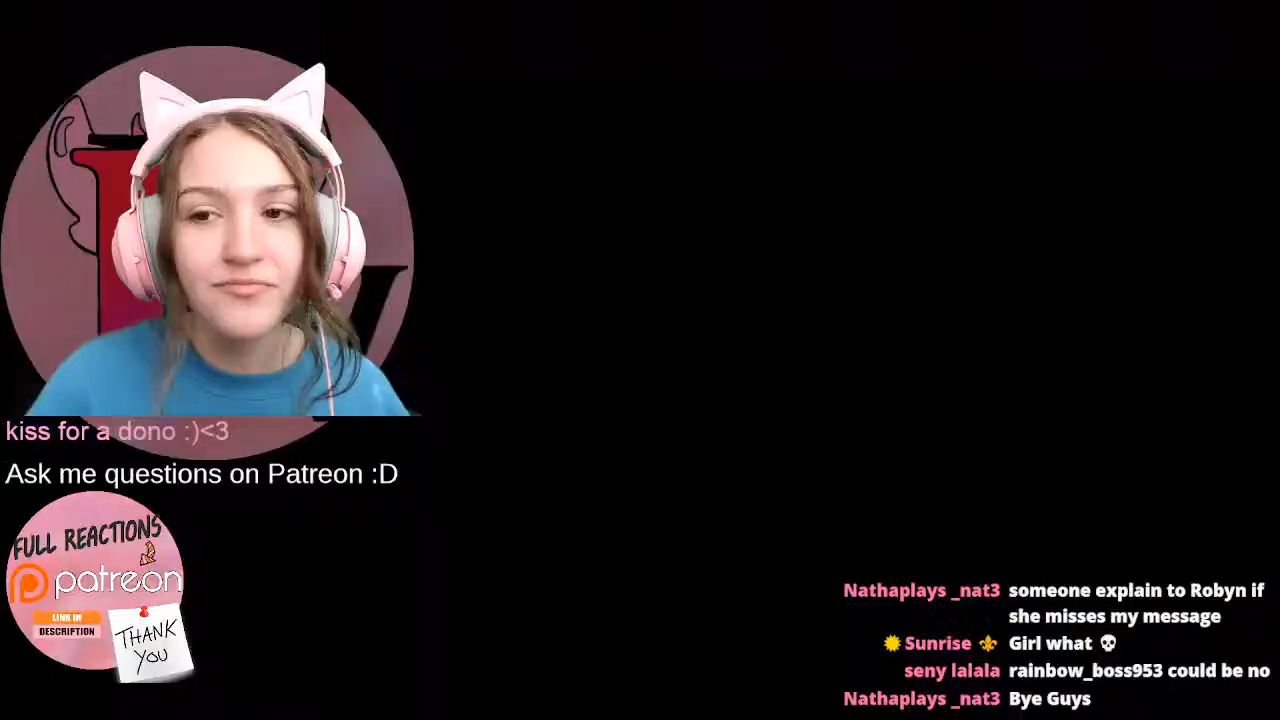 kiss for a dono :)<3
Ask me questions on Patreon :D
FULL REACTIONS
patreon
LINK IN
DESCRIPTION
THANK
YOU
Nathaplays _nat3 someone explain to Robyn if
she misses my message
Sunrise Girl what
seny lalala rainbow_boss953 could be no
Nathaplays _nat3 Bye Guys